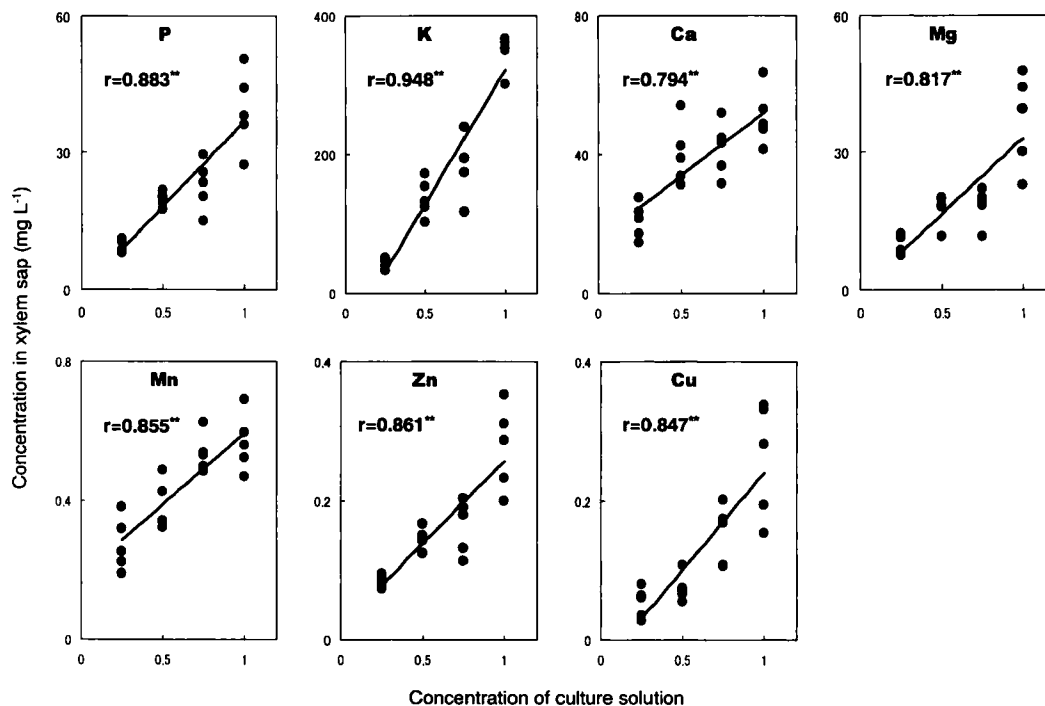 P
K
Ca
Mg
r=0.883**
r=0.948**
r=0.794**
r=0.817**
60
30
0
400
200
0
80
40
0
60
30
0
0 0.5 1
0 0.5 1
0 0.5 1
0 0.5 1
Concentration in xylem sap (mg L-1)
Mn
Zn
Cu
r=0.855**
r=0.861**
r=0.847**
0.8
0.4
0
0.4
0.2
0
0.4
0.2
0
0 0.5 1
0 0.5 1
0 0.5 1
Concentration of culture solution